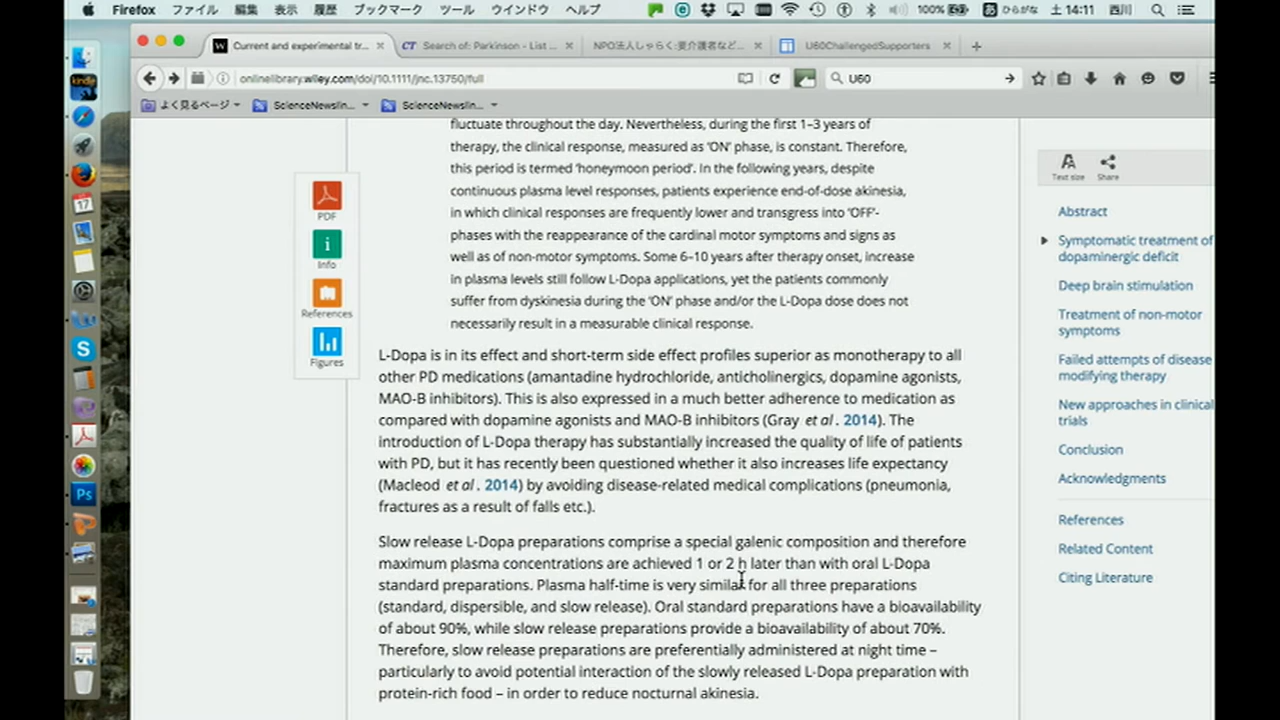 Firefox ファイル 編集 表示 履歴 ブックマーク ツール ウインドウ ヘルプ 100% ひらがな 土 14:11 西川
Current and experimental tr... × CT Search of: Parkinson - List ... × NPO法人しゃらく:要介護者など... × U60ChallengedSupporters × +
onlinelibrary.wiley.com/doi/10.1111/jnc.13750/full U60
よく見るページ ScienceNewslin... ScienceNewslin...
fluctuate throughout the day. Nevertheless, during the first 1–3 years of
therapy, the clinical response, measured as 'ON' phase, is constant. Therefore,
this period is termed 'honeymoon period'. In the following years, despite
continuous plasma level responses, patients experience end-of-dose akinesia,
in which clinical responses are frequently lower and transgress into 'OFF'-
phases with the reappearance of the cardinal motor symptoms and signs as
well as of non-motor symptoms. Some 6–10 years after therapy onset, increase
in plasma levels still follow L-Dopa applications, yet the patients commonly
suffer from dyskinesia during the 'ON' phase and/or the L-Dopa dose does not
necessarily result in a measurable clinical response.
L-Dopa is in its effect and short-term side effect profiles superior as monotherapy to all
other PD medications (amantadine hydrochloride, anticholinergics, dopamine agonists,
MAO-B inhibitors). This is also expressed in a much better adherence to medication as
compared with dopamine agonists and MAO-B inhibitors (Gray et al. 2014). The
introduction of L-Dopa therapy has substantially increased the quality of life of patients
with PD, but it has recently been questioned whether it also increases life expectancy
(Macleod et al. 2014) by avoiding disease-related medical complications (pneumonia,
fractures as a result of falls etc.).
Slow release L-Dopa preparations comprise a special galenic composition and therefore
maximum plasma concentrations are achieved 1 or 2 h later than with oral L-Dopa
standard preparations. Plasma half-time is very similar for all three preparations
(standard, dispersible, and slow release). Oral standard preparations have a bioavailability
of about 90%, while slow release preparations provide a bioavailability of about 70%.
Therefore, slow release preparations are preferentially administered at night time –
particularly to avoid potential interaction of the slowly released L-Dopa preparation with
protein-rich food – in order to reduce nocturnal akinesia.
PDF
Info
References
Figures
Text size Share
Abstract
Symptomatic treatment of
dopaminergic deficit
Deep brain stimulation
Treatment of non-motor
symptoms
Failed attempts of disease
modifying therapy
New approaches in clinical
trials
Conclusion
Acknowledgments
References
Related Content
Citing Literature
kindle
17
S
Ps